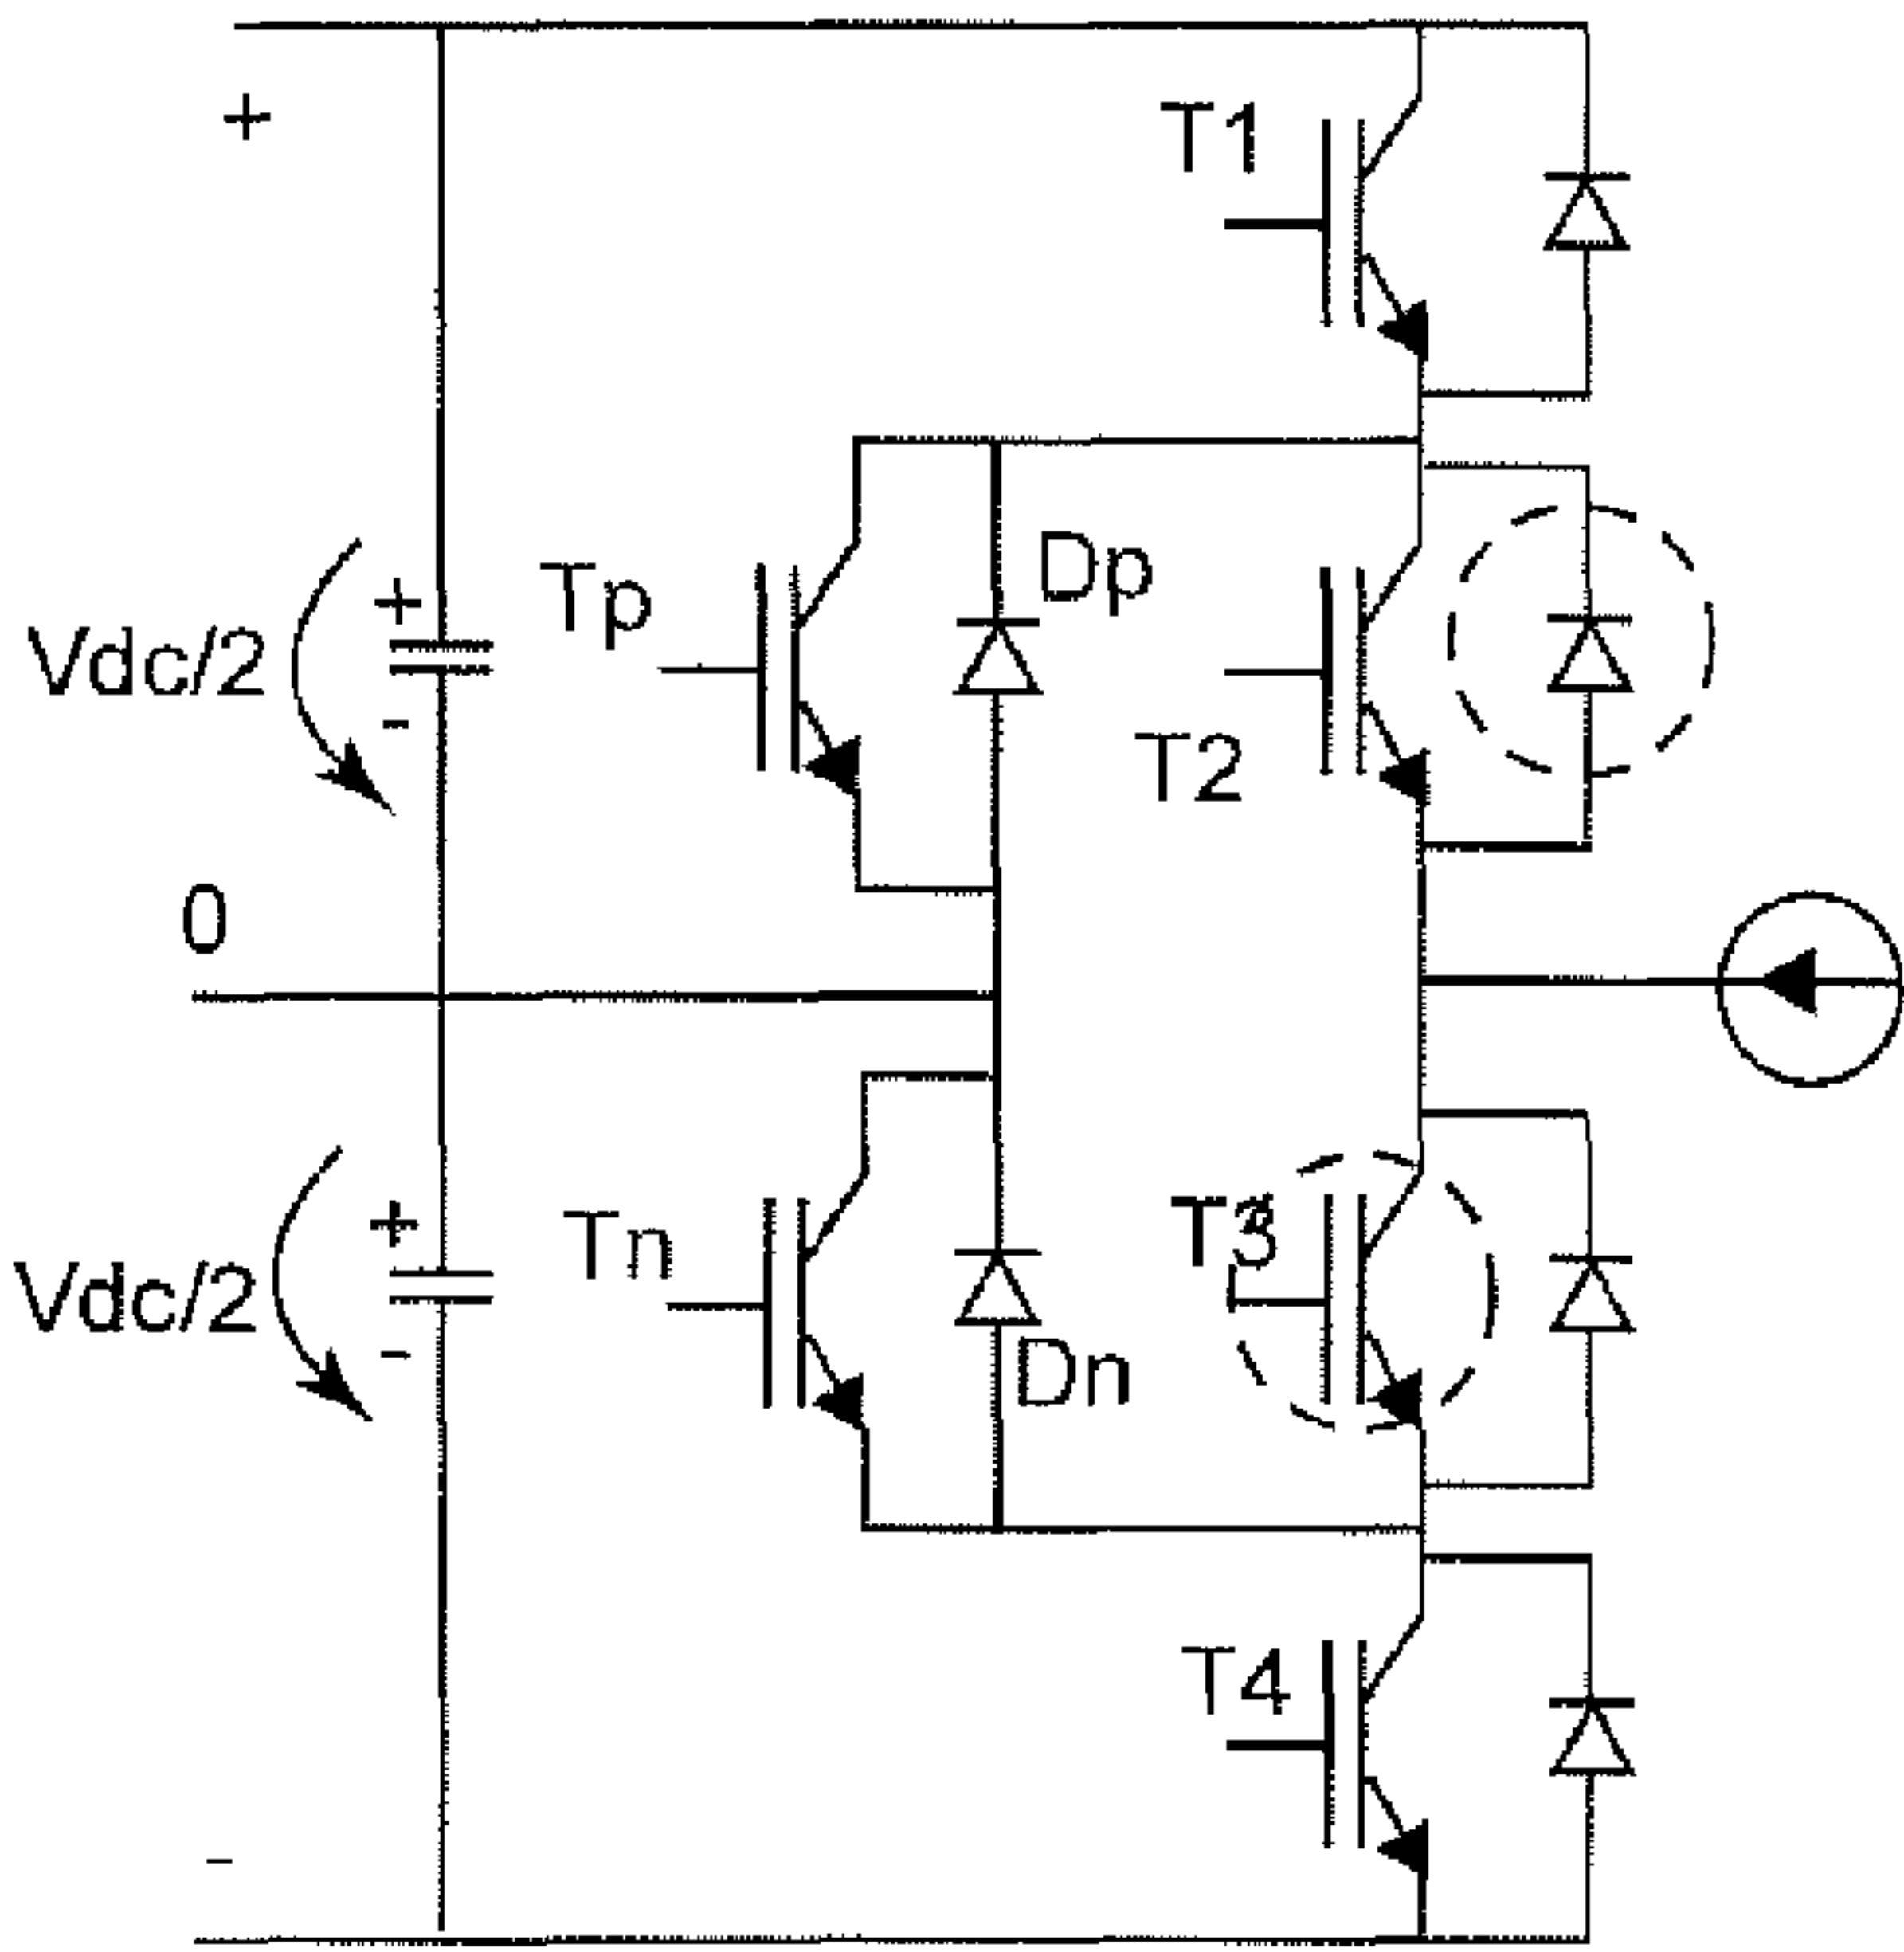 +
T1
Dp
Tp
+
Vdc/2
-
T2
0
+
Tn
T3
Vdc/2
-
Dn
T4
-